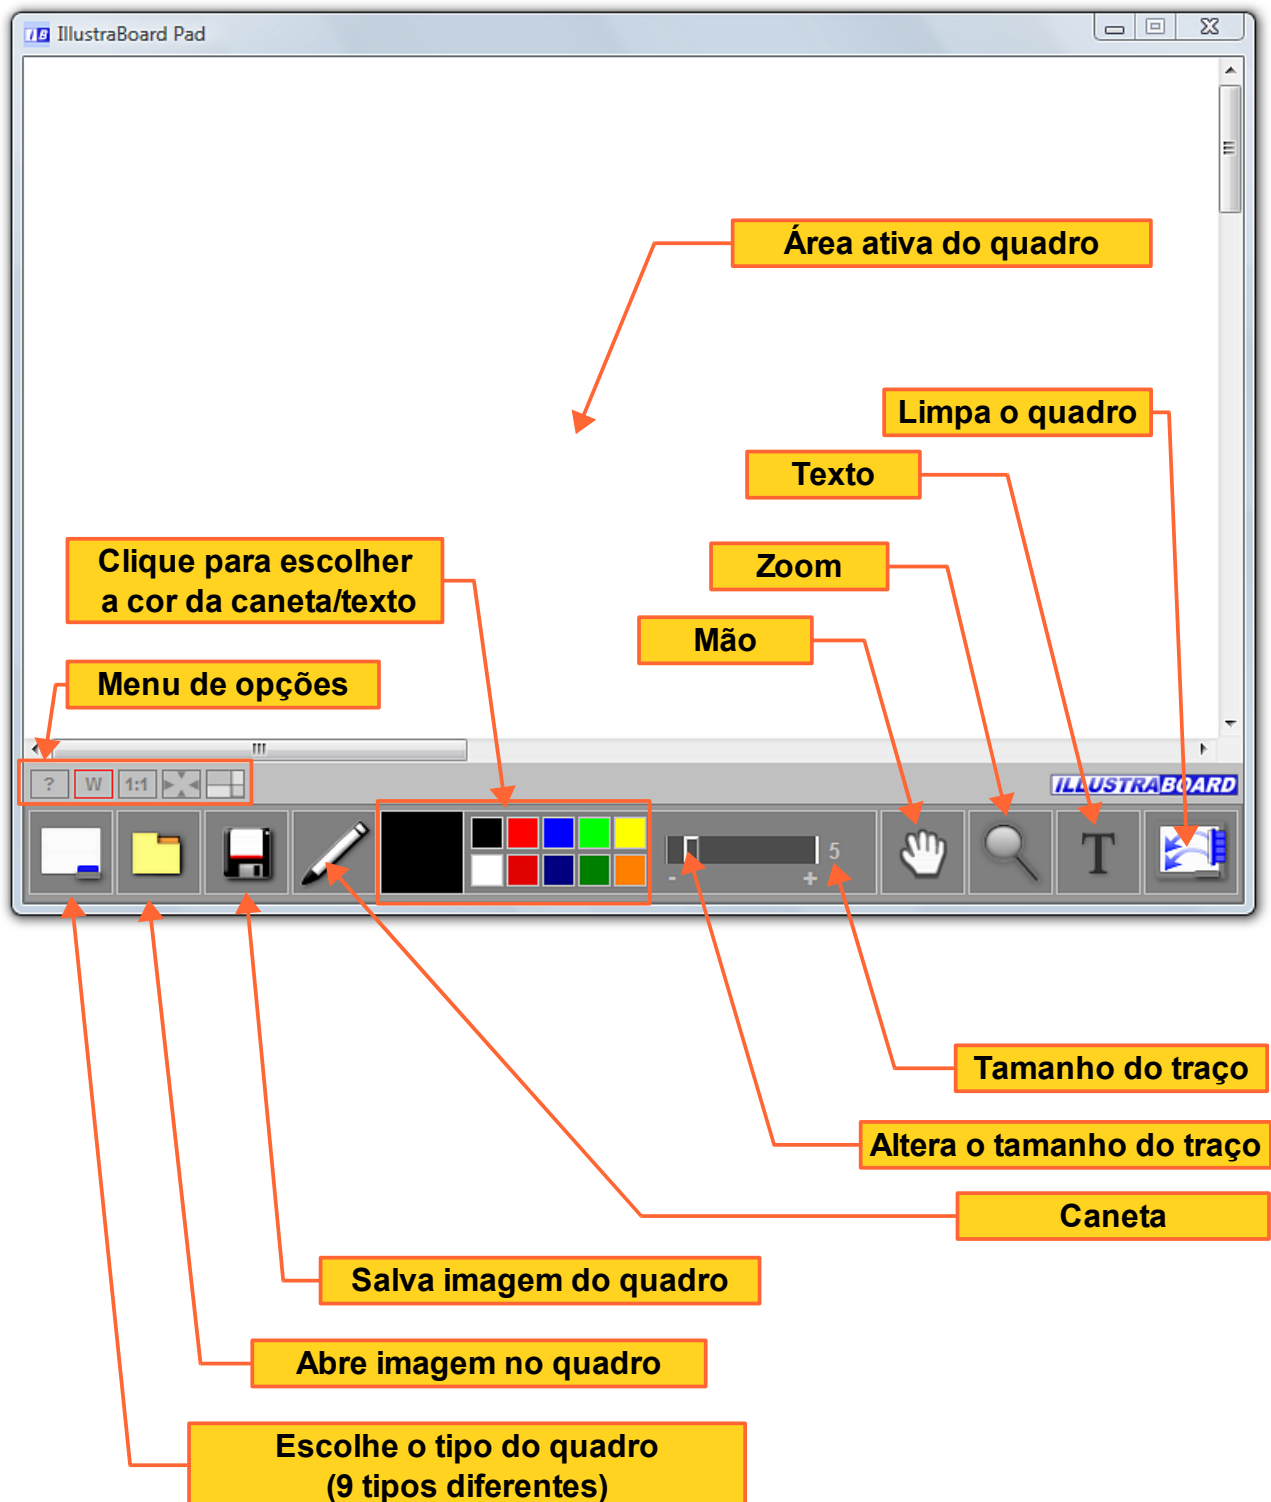 IB IllustraBoard Pad
Área ativa do quadro
Limpa o quadro
Texto
Clique para escolher
a cor da caneta/texto
Zoom
Mão
Menu de opções
? W 1:1
ILLUSTRABOARD
5
- +
T
Tamanho do traço
Altera o tamanho do traço
Caneta
Salva imagem do quadro
Abre imagem no quadro
Escolhe o tipo do quadro
(9 tipos diferentes)